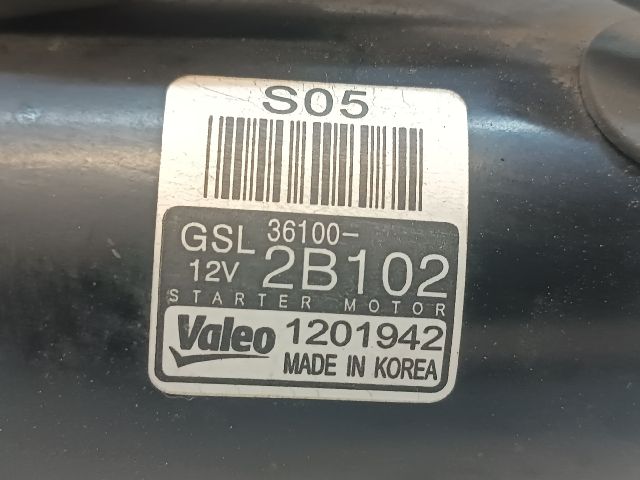 S05
GSL 36100-
12V 2B102
STARTER MOTOR
Valeo 1201942
MADE IN KOREA